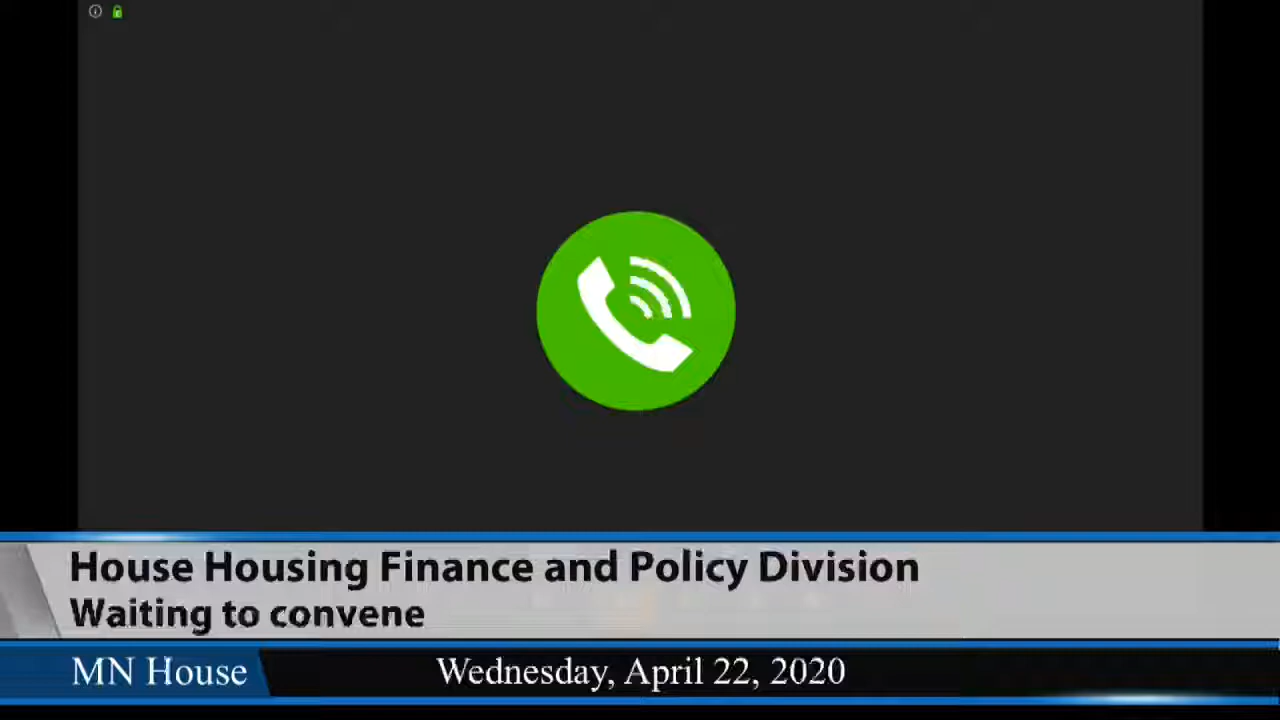 House Housing Finance and Policy Division
Waiting to convene
MN House
Wednesday, April 22, 2020